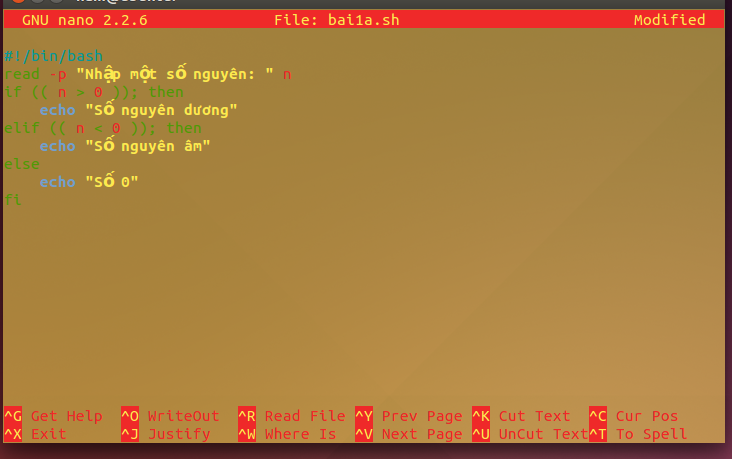 GNU nano 2.2.6 File: bai1a.sh Modified
#!/bin/bash
read -p "Nhập một số nguyên: " n
if (( n > 0 )); then
    echo "Số nguyên dương"
elif (( n < 0 )); then
    echo "Số nguyên âm"
else
    echo "Số 0"
fi
^G Get Help ^O WriteOut ^R Read File ^Y Prev Page ^K Cut Text ^C Cur Pos
^X Exit ^J Justify ^W Where Is ^V Next Page ^U UnCut Text ^T To Spell